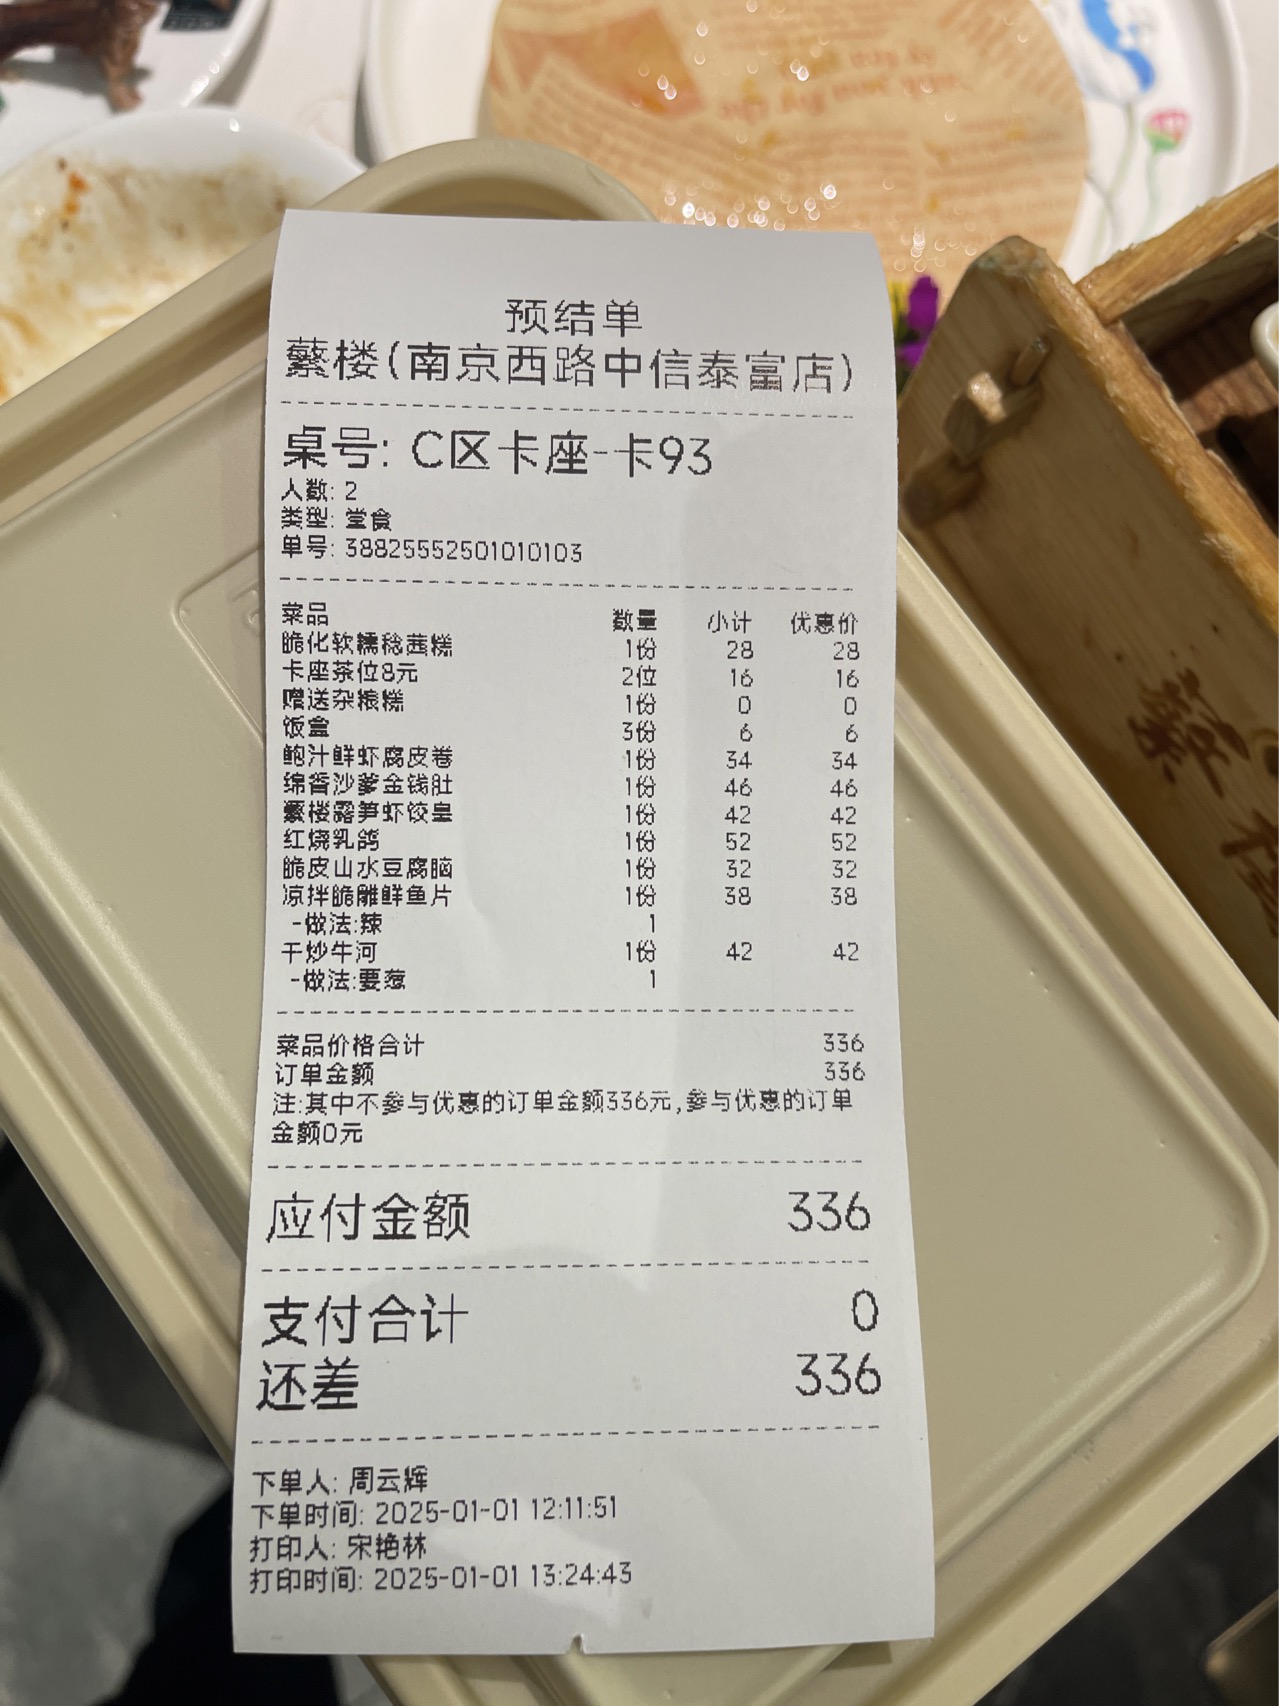 预结单
蘩楼(南京西路中信泰富店)
桌号: C区卡座-卡93
人数: 2
类型: 堂食
单号: 38825552501010103
菜品 数量 小计 优惠价
脆化软糯稔茜糕 1份 28 28
卡座茶位8元 2位 16 16
赠送杂粮糕 1份 0 0
饭盒 3份 6 6
鲍汁鲜虾腐皮卷 1份 34 34
绵香沙爹金钱肚 1份 46 46
蘩楼露笋虾饺皇 1份 42 42
红烧乳鸽 1份 52 52
脆皮山水豆腐脑 1份 32 32
凉拌脆雕鲜鱼片 1份 38 38
-做法:辣 1
干炒牛河 1份 42 42
-做法:要葱 1
菜品价格合计 336
订单金额 336
注:其中不参与优惠的订单金额336元,参与优惠的订单
金额0元
应付金额 336
支付合计 0
还差 336
下单人: 周云辉
下单时间: 2025-01-01 12:11:51
打印人: 宋艳林
打印时间: 2025-01-01 13:24:43
蘩楼